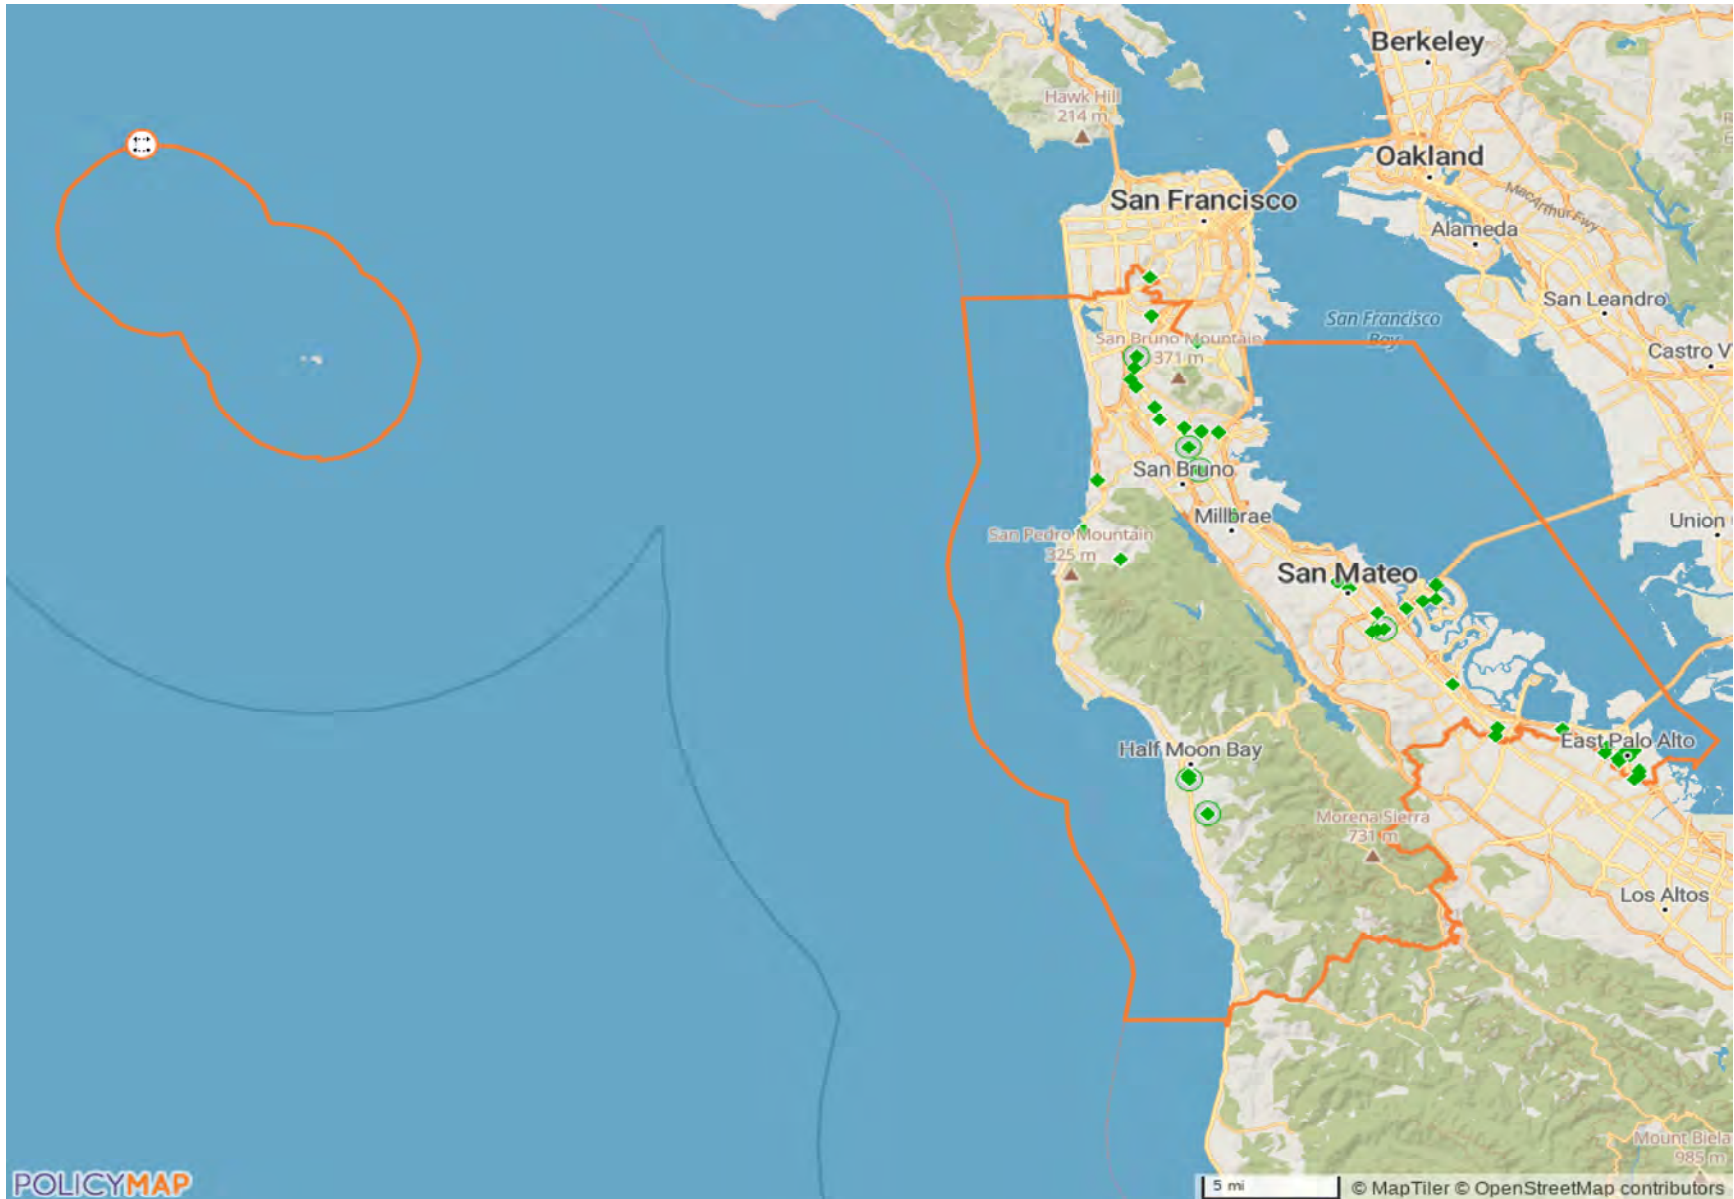 Berkeley
Hawk Hill
214 m
Oakland
MacArthur Fwy
San Francisco
Alameda
San Leandro
San Francisco
Bay
San Bruno Mountain
371 m
Castro V
San Bruno
Millbrae
Union
San Pedro Mountain
325 m
San Mateo
Half Moon Bay
East Palo Alto
Morena Sierra
731 m
Los Altos
Mount Biela
985 m
POLICYMAP
5 mi
© MapTiler © OpenStreetMap contributors